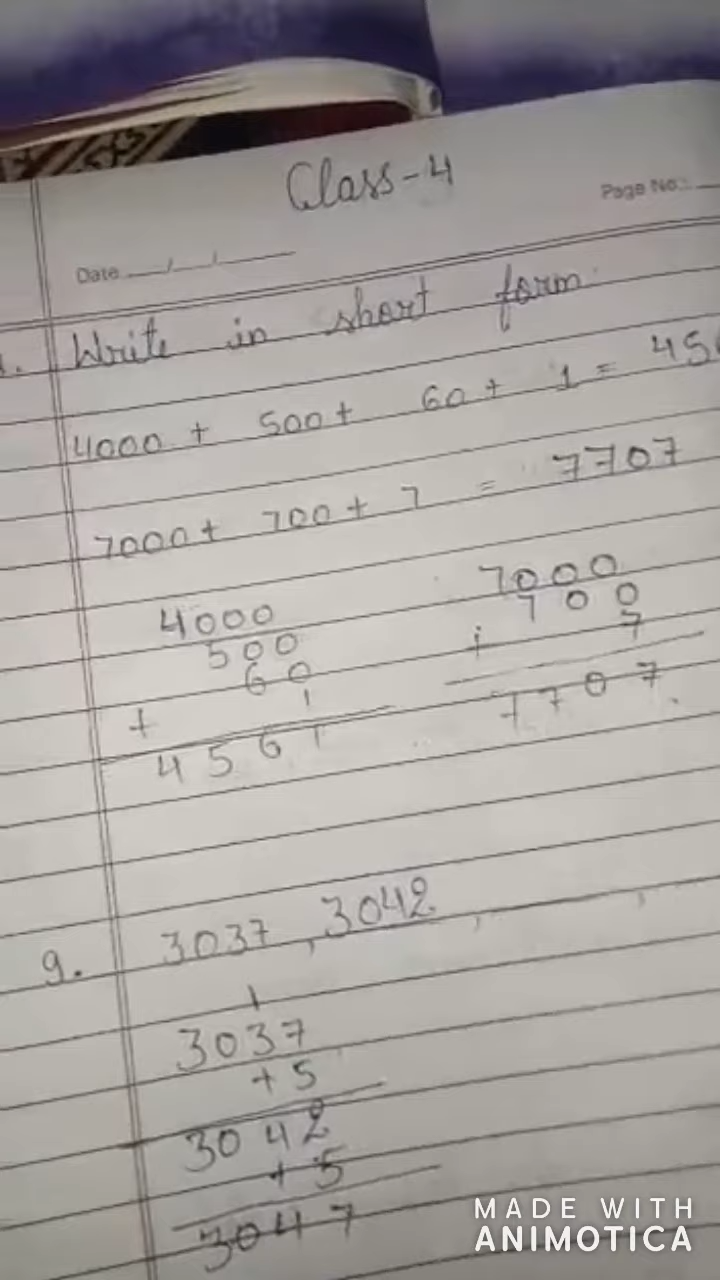 Class-4
Page No.:
Date / /
1. Write in short form
4000 + 500 + 60 + 1 = 45
7000 + 700 + 7 = 7707
4000
500
60
+ 1
4561
7000
700
+ 7
7707
9. 3037, 3042, ,
1
3037
+ 5
3042
+ 5
3047
MADE WITH
ANIMOTICA